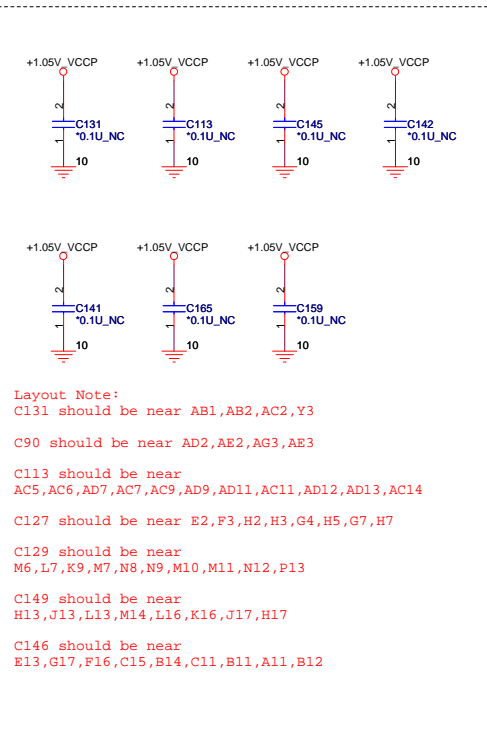 +1.05V_VCCP +1.05V_VCCP +1.05V_VCCP +1.05V_VCCP
2 2 2 2
C131 C113 C145 C142
*0.1U_NC *0.1U_NC *0.1U_NC *0.1U_NC
1 1 1 1
10 10 10 10
+1.05V_VCCP +1.05V_VCCP +1.05V_VCCP
2 2 2
C141 C165 C159
*0.1U_NC *0.1U_NC *0.1U_NC
1 1 1
10 10 10
Layout Note:
C131 should be near AB1,AB2,AC2,Y3
C90 should be near AD2,AE2,AG3,AE3
C113 should be near
AC5,AC6,AD7,AC7,AC9,AD9,AD11,AC11,AD12,AD13,AC14
C127 should be near E2,F3,H2,H3,G4,H5,G7,H7
C129 should be near
M6,L7,K9,M7,N8,N9,M10,M11,N12,P13
C149 should be near
H13,J13,L13,M14,L16,K16,J17,H17
C146 should be near
E13,G17,F16,C15,B14,C11,B11,A11,B12